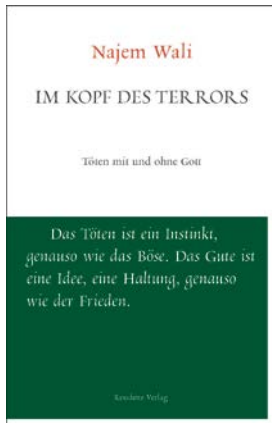 Najem Wali
IM KOPF DES TERRORS
Töten mit und ohne Gott
Das Töten ist ein Instinkt,
genauso wie das Böse. Das Gute ist
eine Idee, eine Haltung, genauso
wie der Frieden.
Residenz Verlag